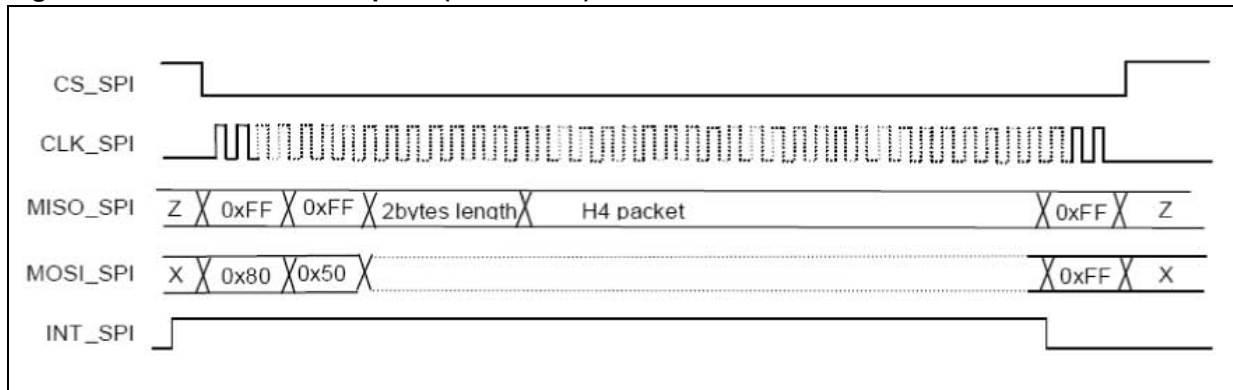 CS_SPI
CLK_SPI
MISO_SPI Z 0xFF 0xFF 2bytes length H4 packet 0xFF Z
MOSI_SPI X 0x80 0x50 0xFF X
INT_SPI